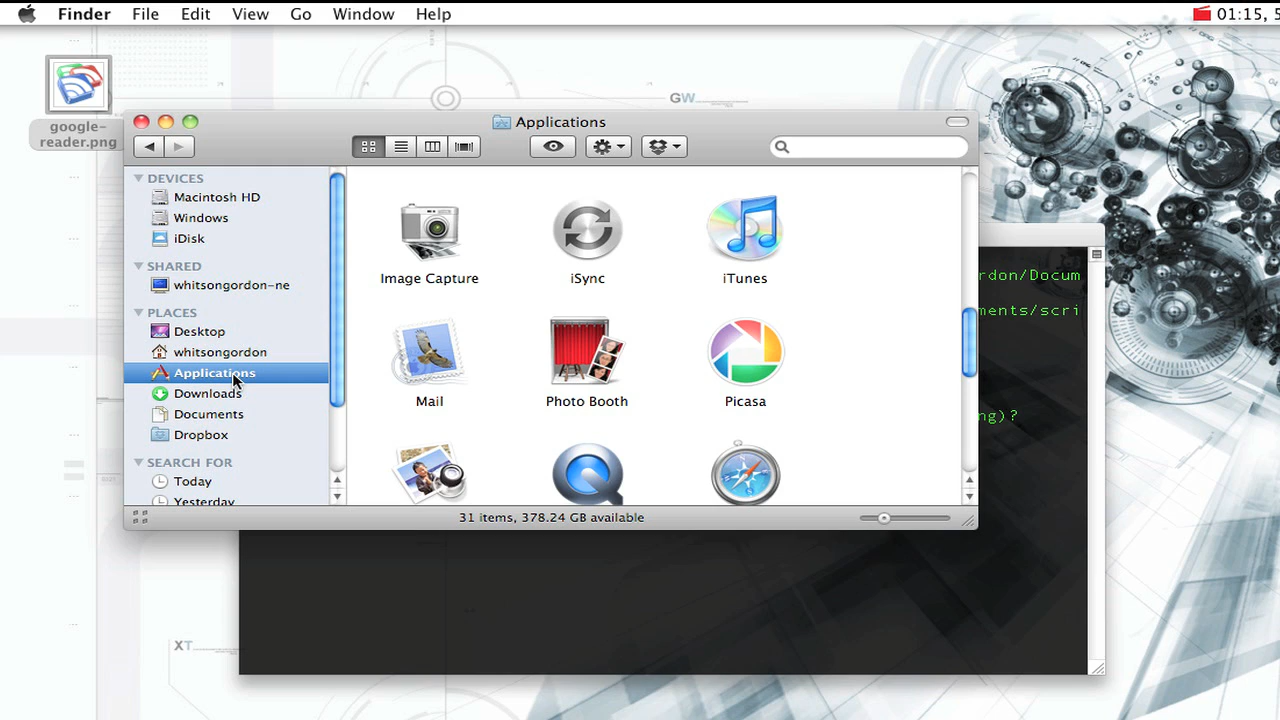 Finder File Edit View Go Window Help 01:15, 5
google-
reader.png
GW
Applications
DEVICES
Macintosh HD
Windows
iDisk
SHARED
whitsongordon-ne
PLACES
Desktop
whitsongordon
Applications
Downloads
Documents
Dropbox
SEARCH FOR
Today
Yesterday
Image Capture iSync iTunes
Mail Photo Booth Picasa
31 items, 378.24 GB available
rdon/Docum
ments/scri
ng)?
XT